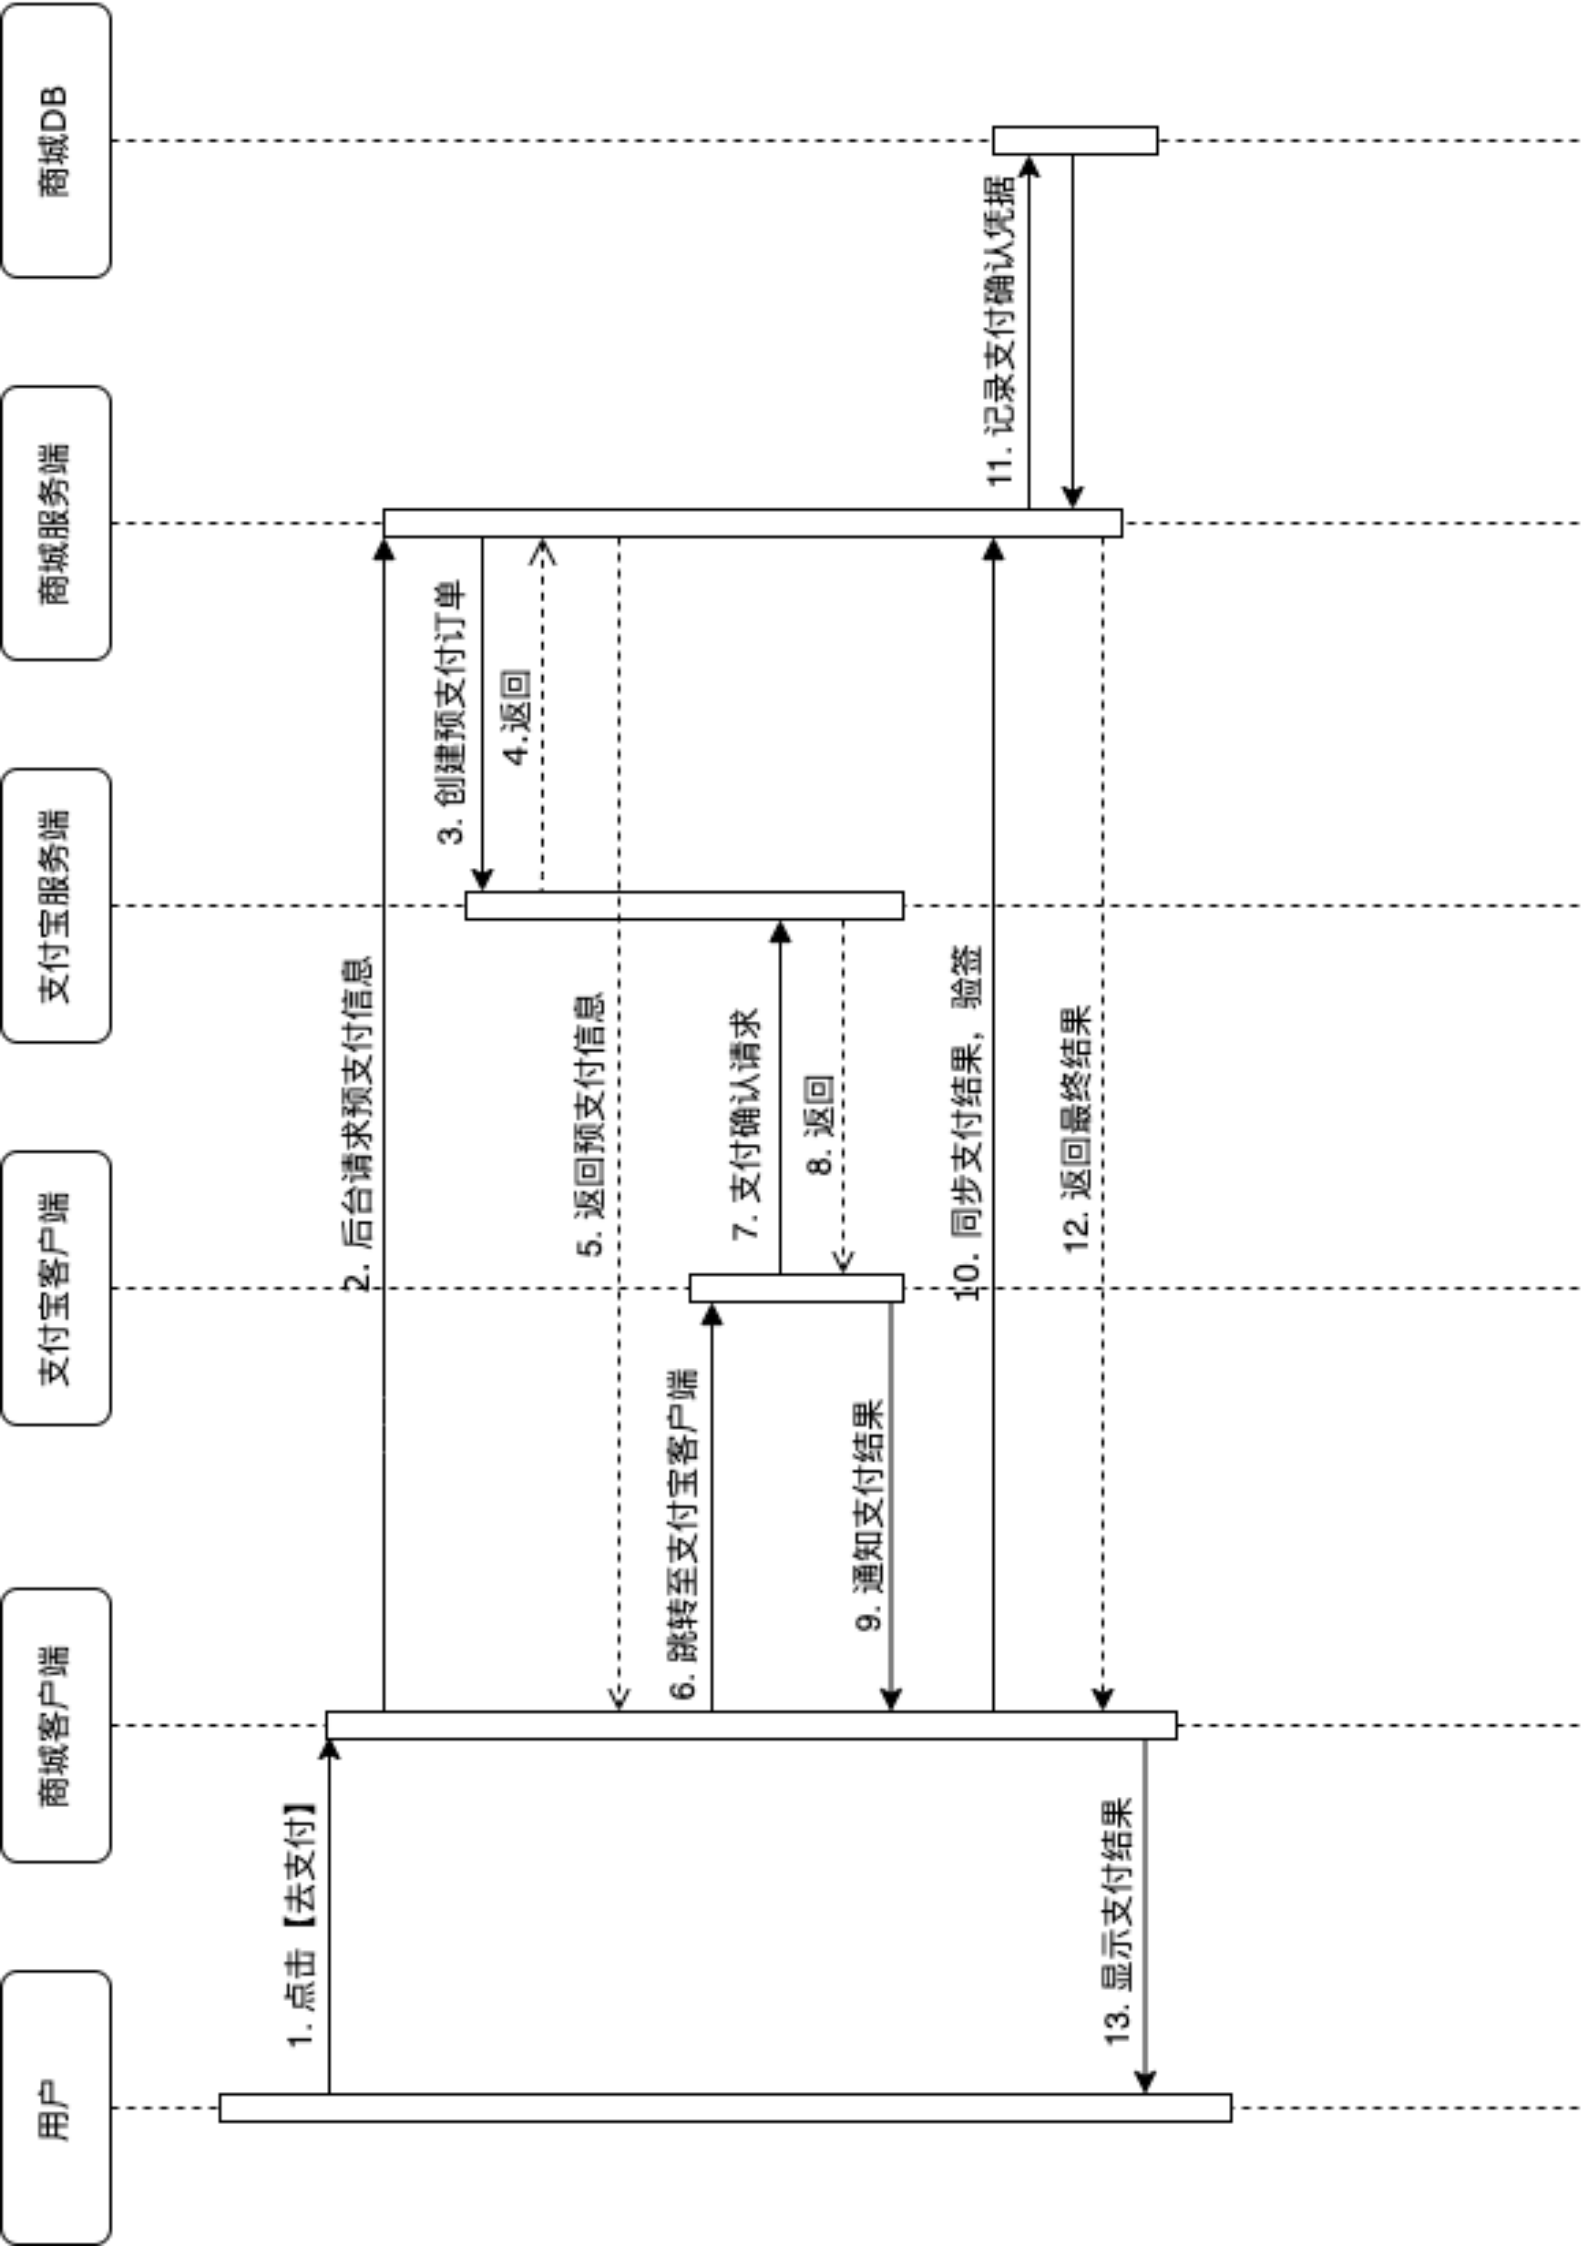 用户
商城客户端
支付宝客户端
支付宝服务端
商城服务端
商城DB
1. 点击【去支付】
2. 后台请求预支付信息
3. 创建预支付订单
4.返回
5. 返回预支付信息
6. 跳转至支付宝客户端
7. 支付确认请求
8. 返回
9. 通知支付结果
10. 同步支付结果，验签
11. 记录支付确认凭据
12. 返回最终结果
13. 显示支付结果